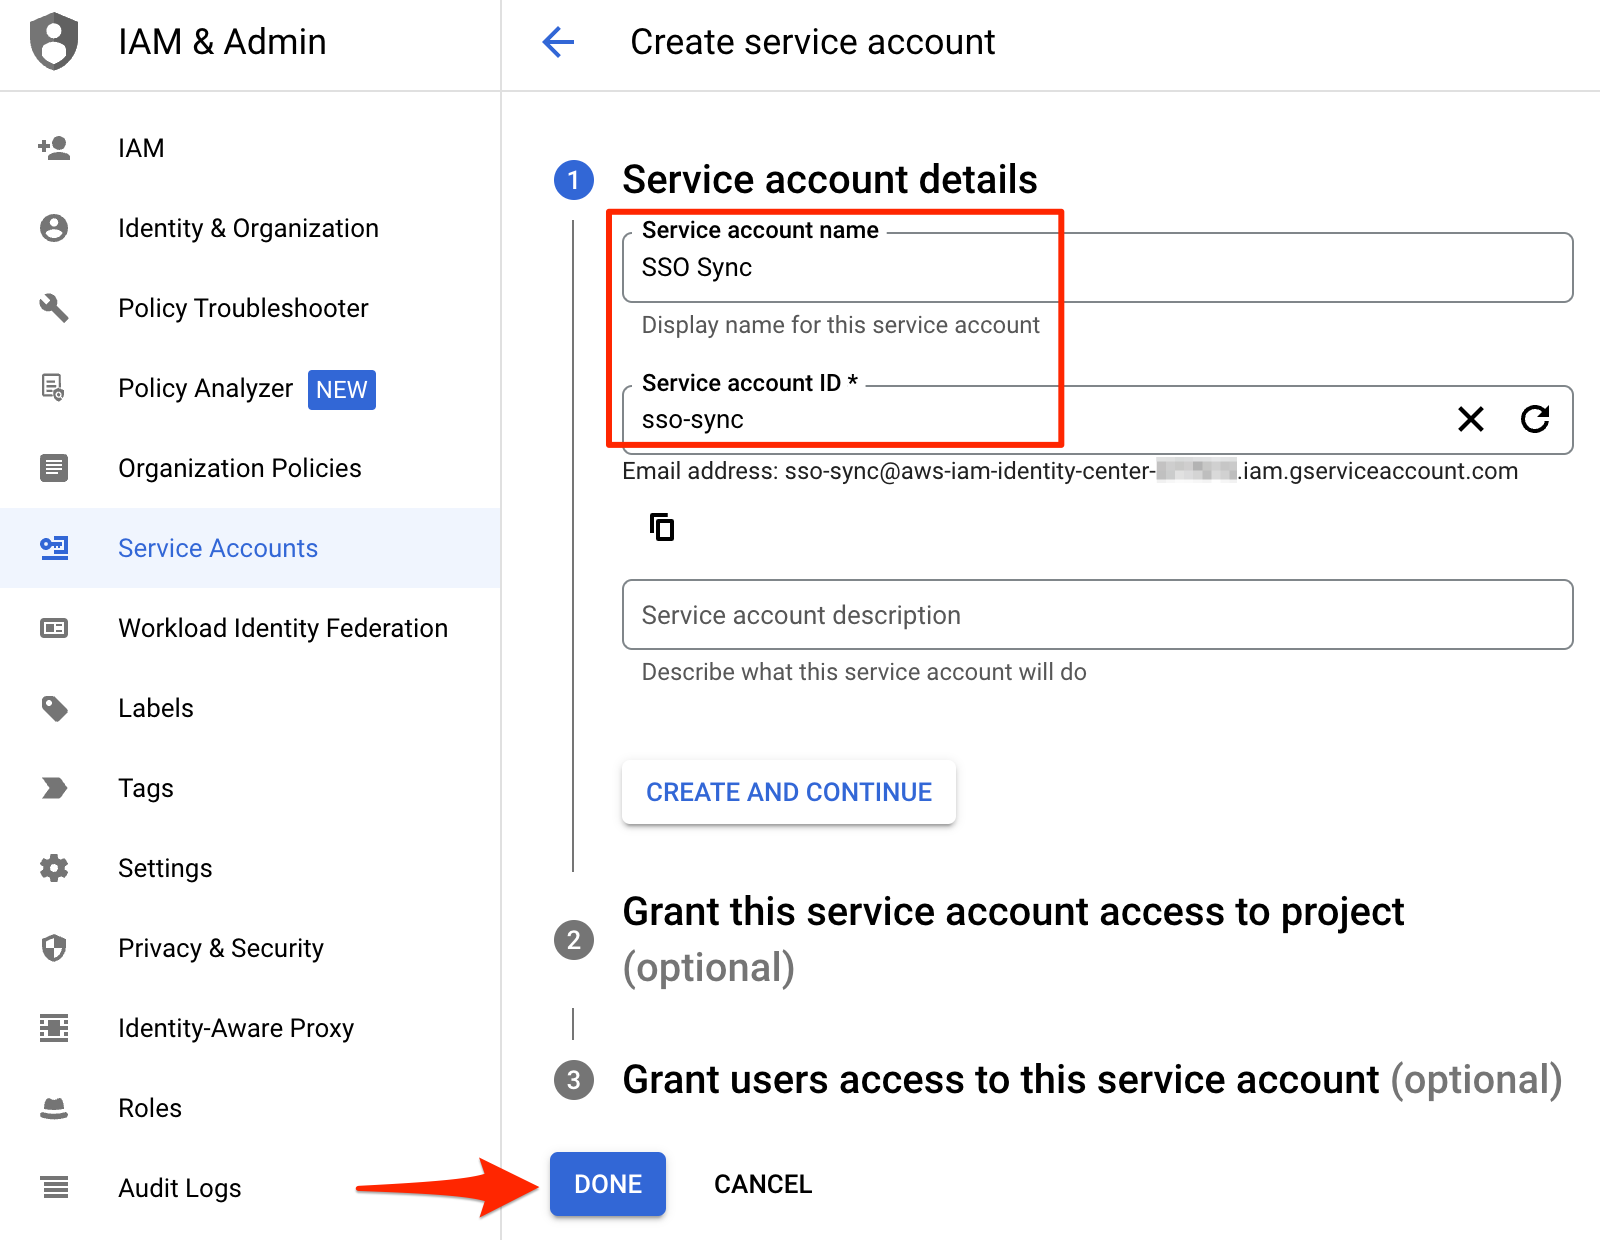 IAM & Admin
Create service account
IAM
Identity & Organization
Policy Troubleshooter
Policy Analyzer NEW
Organization Policies
Service Accounts
Workload Identity Federation
Labels
Tags
Settings
Privacy & Security
Identity-Aware Proxy
Roles
Audit Logs
1 Service account details
Service account name
SSO Sync
Display name for this service account
Service account ID *
sso-sync
Email address: sso-sync@aws-iam-identity-center-.iam.gserviceaccount.com
Service account description
Describe what this service account will do
CREATE AND CONTINUE
2 Grant this service account access to project
(optional)
3 Grant users access to this service account (optional)
DONE CANCEL